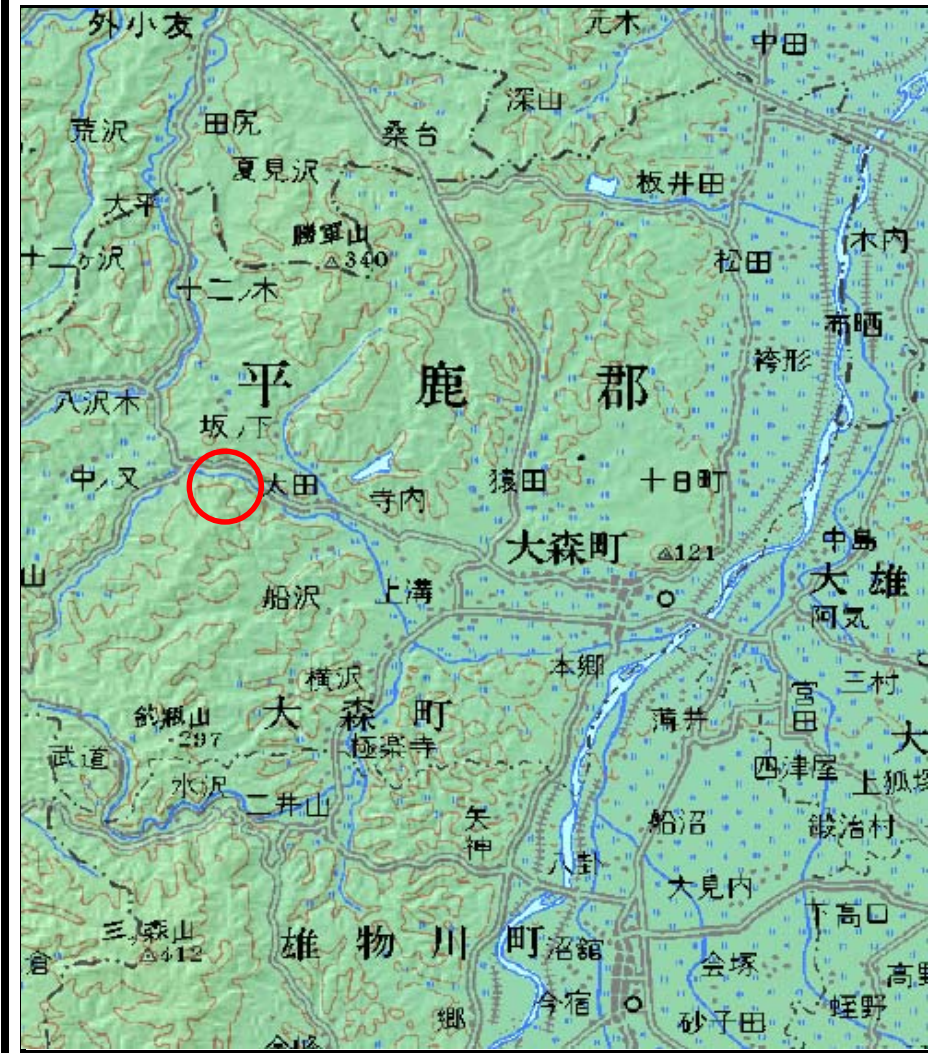 外小友
元木
中田
荒沢
田尻
深山
桑台
夏見沢
板井田
大平
勝軍山
340
木内
十二ヶ沢
松田
十二ノ木
布晒
袴形
平鹿郡
八沢木
坂ノ下
中ノ又
太田
寺内
猿田
十日町
大森町
121
中島
大雄
山
船沢
上溝
阿気
本郷
横沢
三村
宮田
大森町
薄井
297
極楽寺
大
武道
四津屋
水沢
上狐塚
二井山
矢神
船沼
鍛治村
八卦
大見内
下高口
三ノ森山
412
雄物川町
沼館
倉
会塚
高野
郷
今宿
砂子田
蛭野